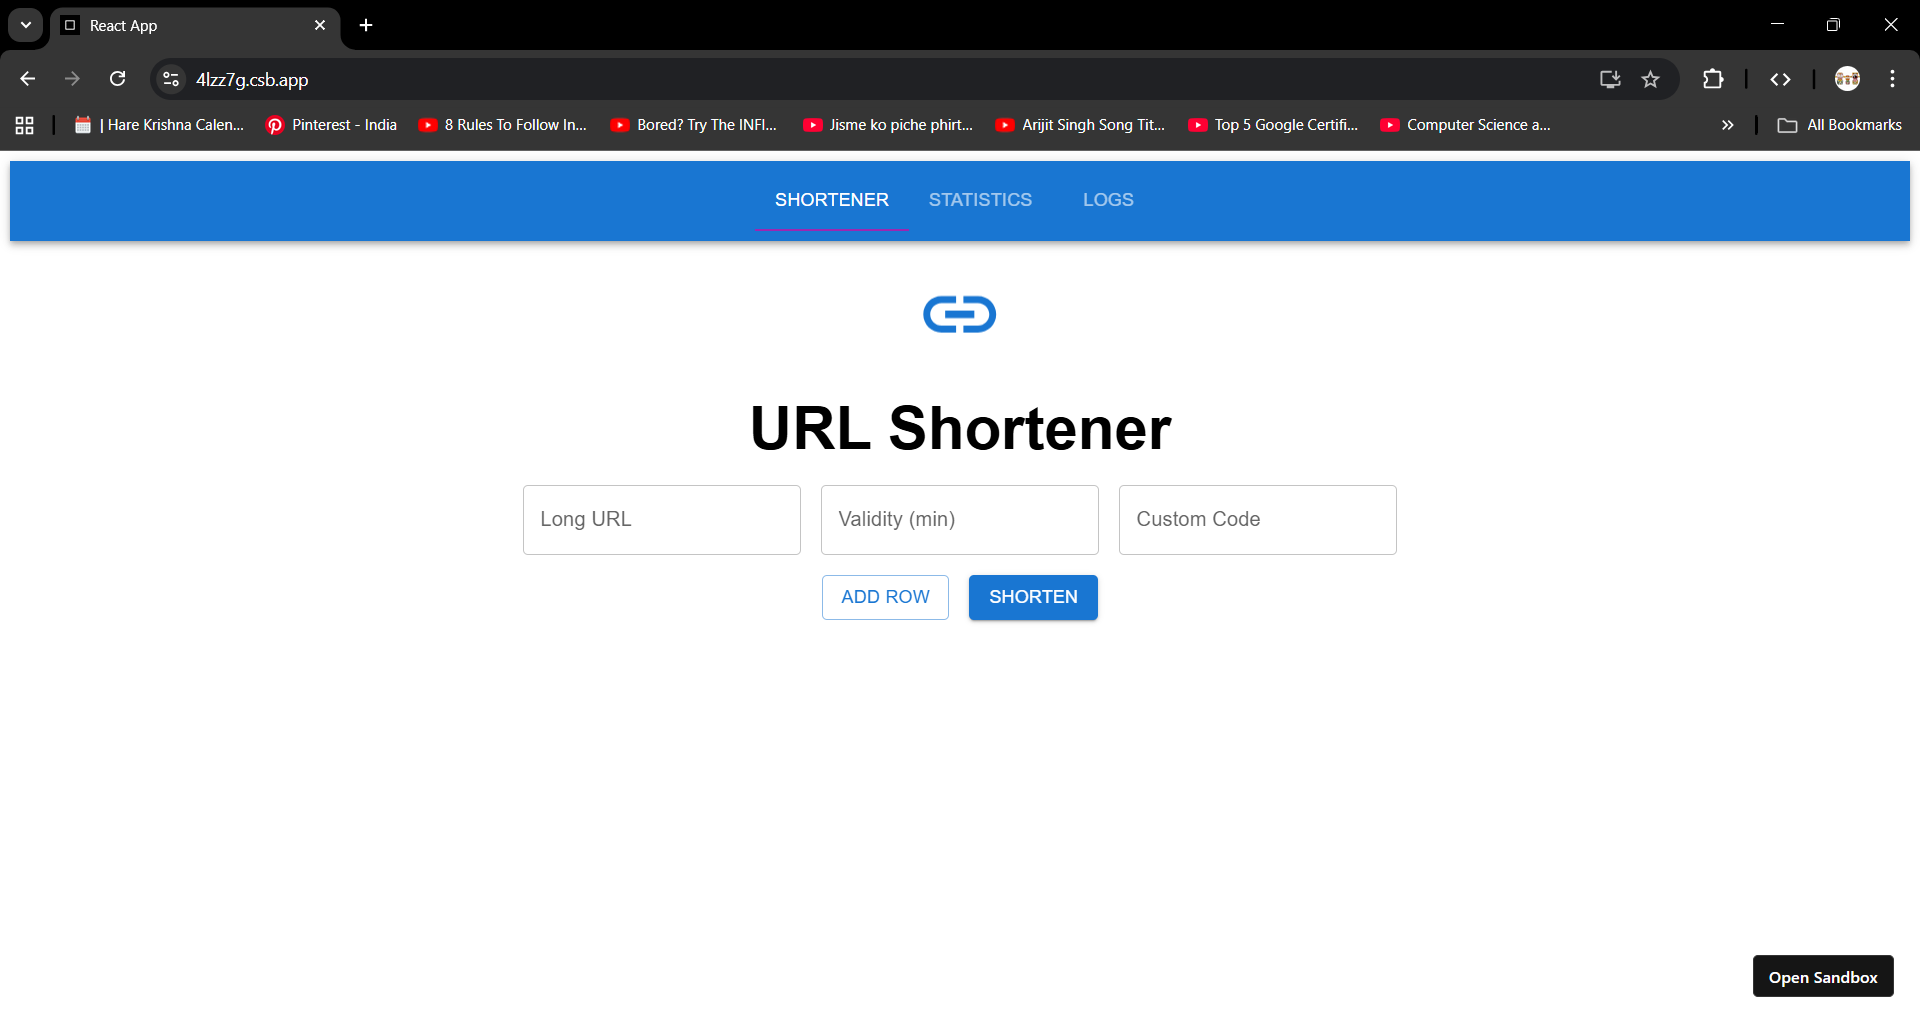 React App
4lzz7g.csb.app
| Hare Krishna Calen... Pinterest - India 8 Rules To Follow In... Bored? Try The INFI... Jisme ko piche phirt... Arijit Singh Song Tit... Top 5 Google Certifi... Computer Science a... All Bookmarks
SHORTENER STATISTICS LOGS
URL Shortener
Long URL Validity (min) Custom Code
ADD ROW SHORTEN
Open Sandbox